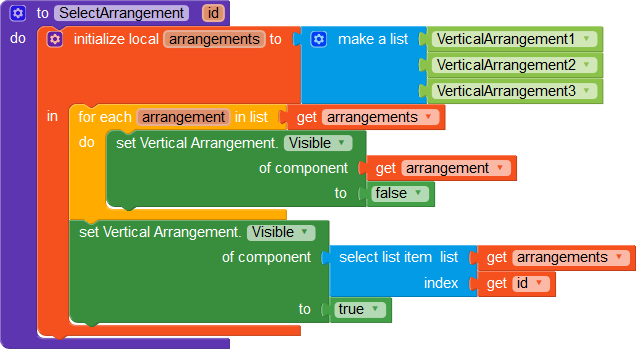 to SelectArrangement id
do initialize local arrangements to make a list VerticalArrangement1
VerticalArrangement2
VerticalArrangement3
in for each arrangement in list get arrangements
do set Vertical Arrangement. Visible
of component get arrangement
to false
set Vertical Arrangement. Visible
of component select list item list get arrangements
index get id
to true